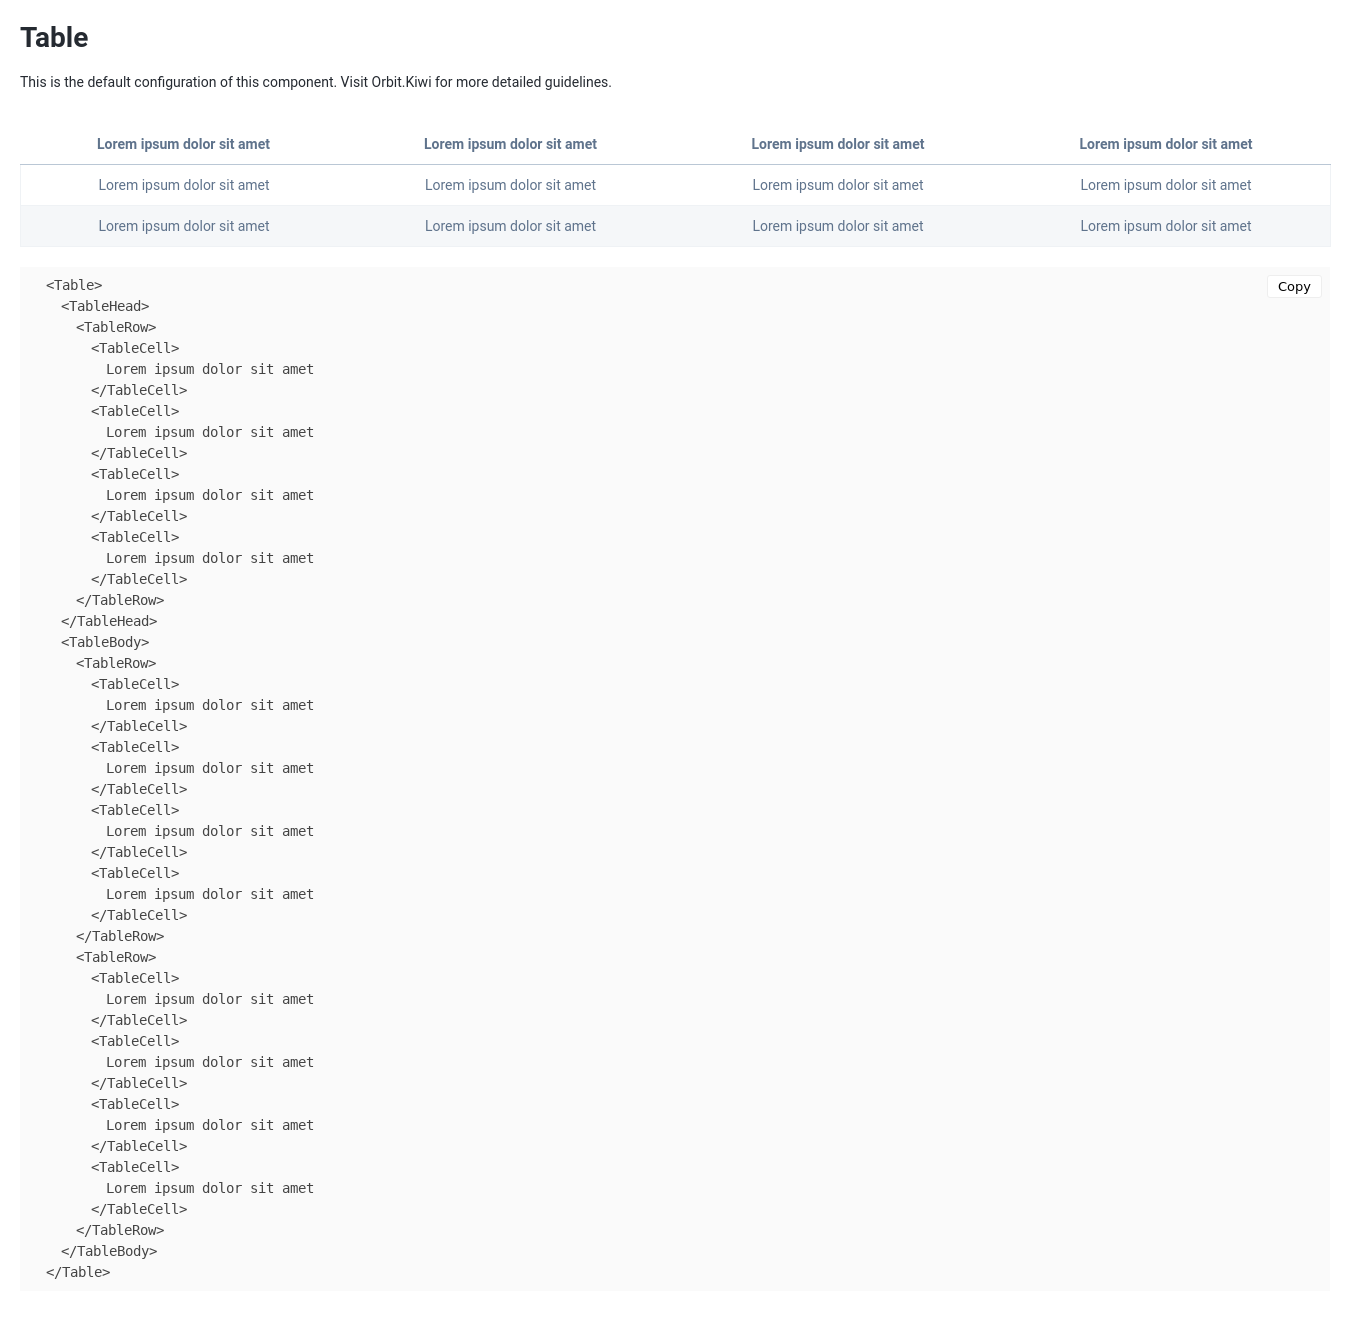 Table
This is the default configuration of this component. Visit Orbit.Kiwi for more detailed guidelines.
Lorem ipsum dolor sit amet Lorem ipsum dolor sit amet Lorem ipsum dolor sit amet Lorem ipsum dolor sit amet
Lorem ipsum dolor sit amet Lorem ipsum dolor sit amet Lorem ipsum dolor sit amet Lorem ipsum dolor sit amet
Lorem ipsum dolor sit amet Lorem ipsum dolor sit amet Lorem ipsum dolor sit amet Lorem ipsum dolor sit amet
<Table>
Copy
<TableHead>
<TableRow>
<TableCell>
Lorem ipsum dolor sit amet
</TableCell>
<TableCell>
Lorem ipsum dolor sit amet
</TableCell>
<TableCell>
Lorem ipsum dolor sit amet
</TableCell>
<TableCell>
Lorem ipsum dolor sit amet
</TableCell>
</TableRow>
</TableHead>
<TableBody>
<TableRow>
<TableCell>
Lorem ipsum dolor sit amet
</TableCell>
<TableCell>
Lorem ipsum dolor sit amet
</TableCell>
<TableCell>
Lorem ipsum dolor sit amet
</TableCell>
<TableCell>
Lorem ipsum dolor sit amet
</TableCell>
</TableRow>
<TableRow>
<TableCell>
Lorem ipsum dolor sit amet
</TableCell>
<TableCell>
Lorem ipsum dolor sit amet
</TableCell>
<TableCell>
Lorem ipsum dolor sit amet
</TableCell>
<TableCell>
Lorem ipsum dolor sit amet
</TableCell>
</TableRow>
</TableBody>
</Table>